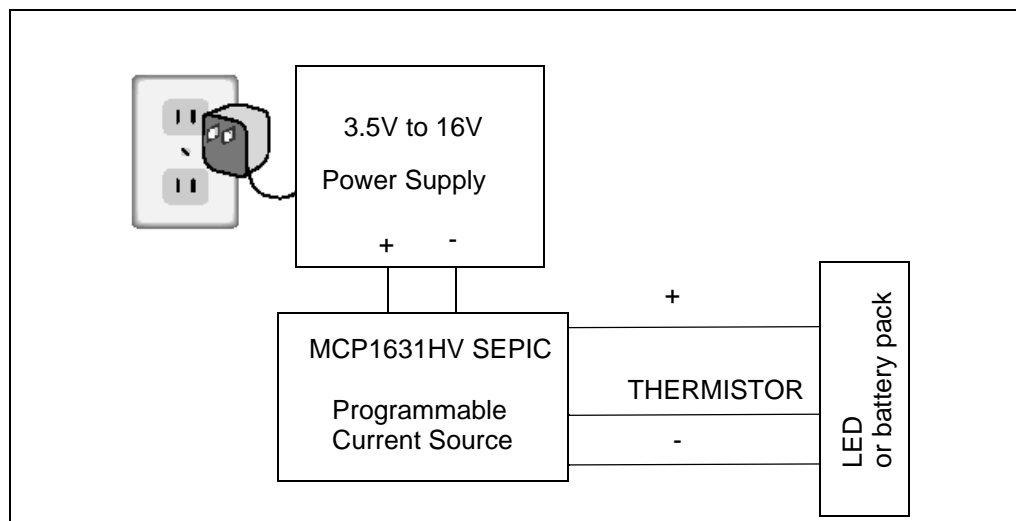 3.5V to 16V
Power Supply
+ -
MCP1631HV SEPIC
Programmable
Current Source
+
THERMISTOR
-
LED
or battery pack